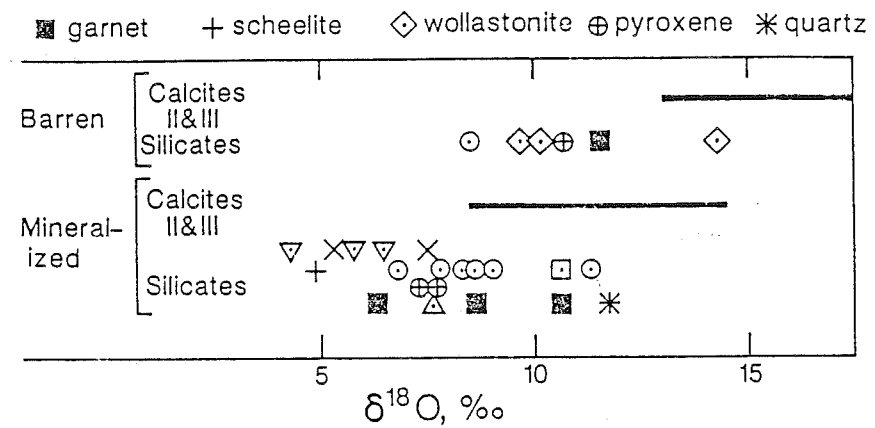 garnet scheelite wollastonite pyroxene quartz
Calcites
II&III
Barren
Silicates
Calcites
II&III
Mineral-
ized
Silicates
5 10 15
δ18O, ‰